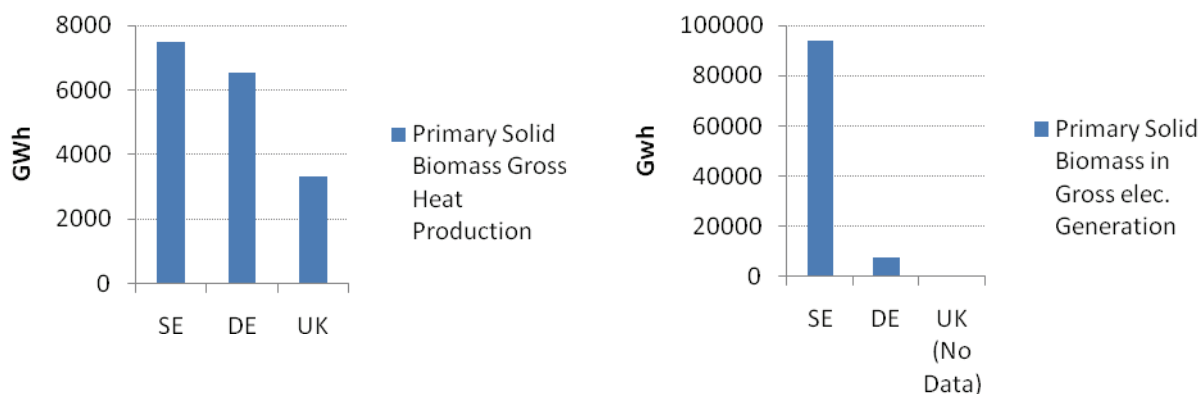 8000
6000
4000
2000
0
GWh
SE DE UK
Primary Solid
Biomass Gross
Heat
Production
100000
80000
60000
40000
20000
0
Gwh
SE DE UK
(No
Data)
Primary Solid
Biomass in
Gross elec.
Generation